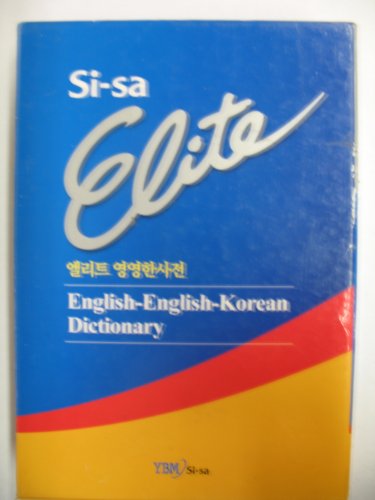 Si-sa
Elite
엘리트 영영한사전
English-English-Korean
Dictionary
YBM Si-sa